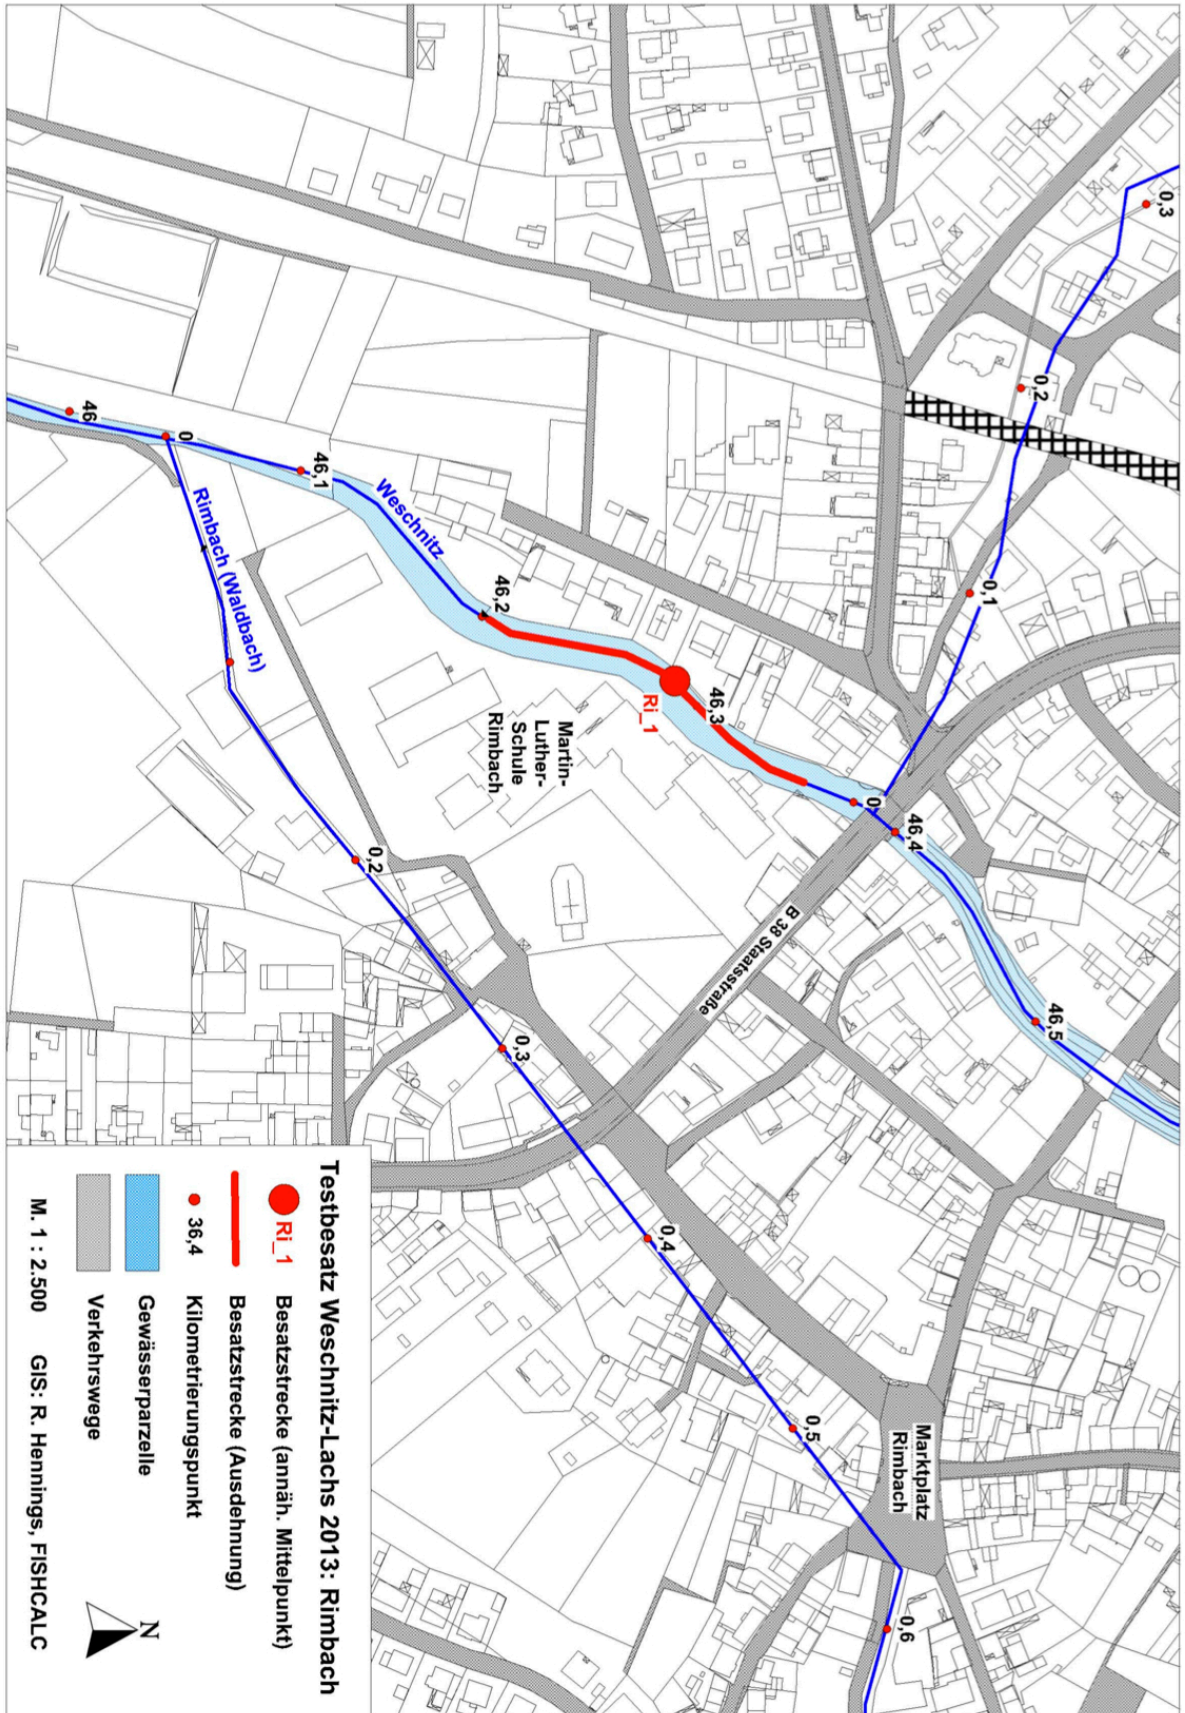 0,3
0,2
0,1
0
46
0
46,1
46,2
46,3
46,4
46,5
Weschnitz
Rimbach (Waldbach)
Ri_1
Martin-
Luther-
Schule
Rimbach
B 38 Staatsstraße
0,2
0,3
0,4
0,5
0,6
Marktplatz
Rimbach
Testbesatz Weschnitz-Lachs 2013: Rimbach
Ri_1 Besatzstrecke (annäh. Mittelpunkt)
Besatzstrecke (Ausdehnung)
36,4 Kilometrierungspunkt
Gewässerparzelle
Verkehrswege
M. 1 : 2.500 GIS: R. Hennings, FISHCALC
N